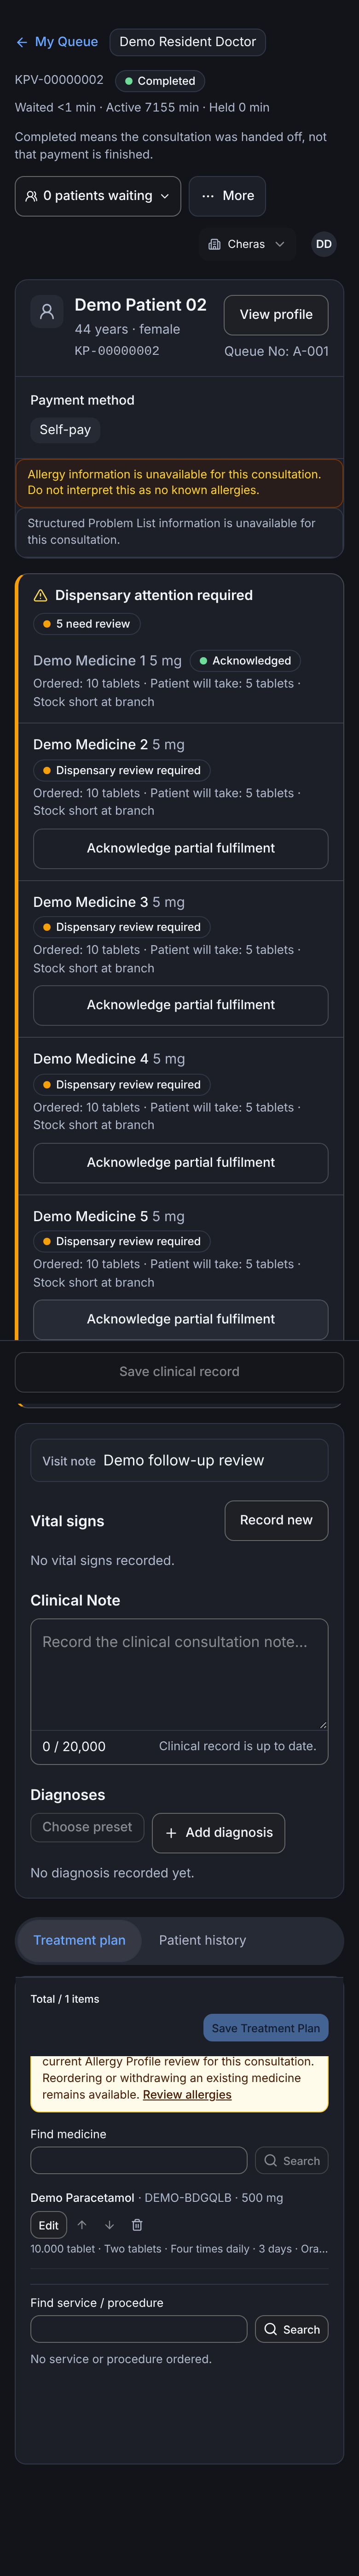 My Queue
Demo Resident Doctor
KPV-00000002
Completed
Waited <1 min · Active 7155 min · Held 0 min
Completed means the consultation was handed off, not
that payment is finished.
0 patients waiting
More
Cheras
DD
Demo Patient 02
44 years · female
KP-00000002
View profile
Queue No: A-001
Payment method
Self-pay
Allergy information is unavailable for this consultation.
Do not interpret this as no known allergies.
Structured Problem List information is unavailable for
this consultation.
Dispensary attention required
5 need review
Demo Medicine 1 5 mg
Acknowledged
Ordered: 10 tablets · Patient will take: 5 tablets ·
Stock short at branch
Demo Medicine 2 5 mg
Dispensary review required
Ordered: 10 tablets · Patient will take: 5 tablets ·
Stock short at branch
Acknowledge partial fulfilment
Demo Medicine 3 5 mg
Dispensary review required
Ordered: 10 tablets · Patient will take: 5 tablets ·
Stock short at branch
Acknowledge partial fulfilment
Demo Medicine 4 5 mg
Dispensary review required
Ordered: 10 tablets · Patient will take: 5 tablets ·
Stock short at branch
Acknowledge partial fulfilment
Demo Medicine 5 5 mg
Dispensary review required
Ordered: 10 tablets · Patient will take: 5 tablets ·
Stock short at branch
Acknowledge partial fulfilment
Save clinical record
Visit note Demo follow-up review
Vital signs
Record new
No vital signs recorded.
Clinical Note
Record the clinical consultation note...
0 / 20,000
Clinical record is up to date.
Diagnoses
Choose preset
Add diagnosis
No diagnosis recorded yet.
Treatment plan
Patient history
Total / 1 items
Save Treatment Plan
current Allergy Profile review for this consultation.
Reordering or withdrawing an existing medicine
remains available. Review allergies
Find medicine
Search
Demo Paracetamol · DEMO-BDGQLB · 500 mg
Edit
10.000 tablet · Two tablets · Four times daily · 3 days · Ora...
Find service / procedure
Search
No service or procedure ordered.